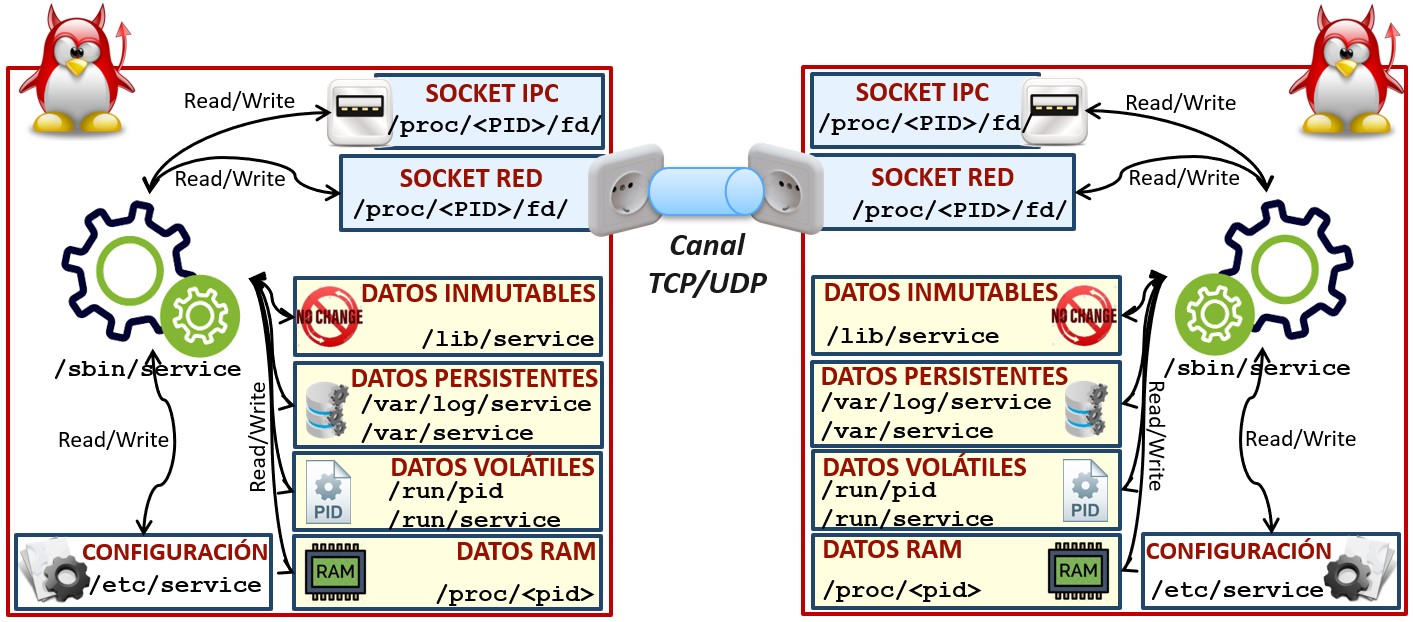 Read/Write
SOCKET IPC
/proc/<PID>/fd/
Read/Write
SOCKET RED
/proc/<PID>/fd/
/sbin/service
Read/Write
Read/Write
DATOS INMUTABLES
NO CHANGE
/lib/service
DATOS PERSISTENTES
/var/log/service
/var/service
DATOS VOLÁTILES
/run/pid
PID
/run/service
CONFIGURACIÓN
/etc/service
DATOS RAM
RAM
/proc/<pid>
Canal
TCP/UDP
SOCKET IPC
/proc/<PID>/fd/
Read/Write
SOCKET RED
/proc/<PID>/fd/
Read/Write
DATOS INMUTABLES
NO CHANGE
/lib/service
DATOS PERSISTENTES
/var/log/service
/var/service
DATOS VOLÁTILES
/run/pid
PID
/run/service
DATOS RAM
RAM
/proc/<pid>
Read/Write
/sbin/service
Read/Write
CONFIGURACIÓN
/etc/service